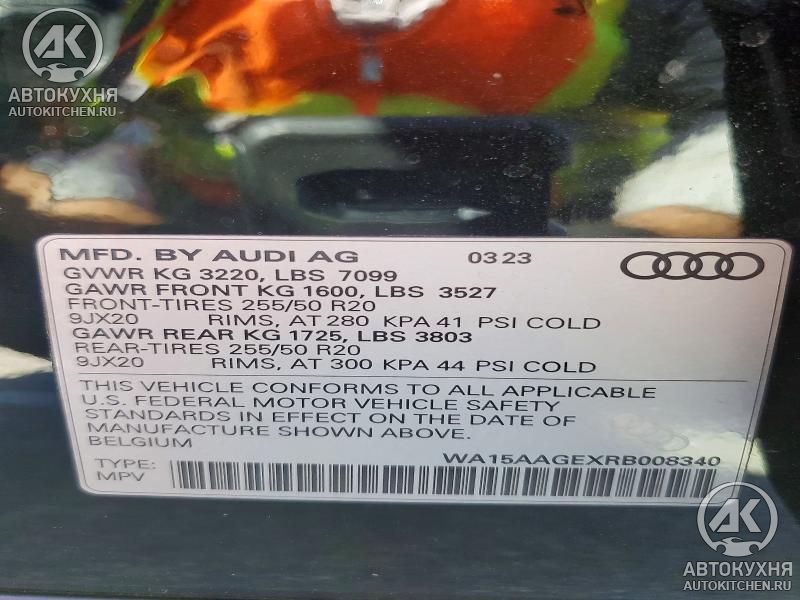 АВТОКУХНЯ
AUTOKITCHEN.RU
MFD. BY AUDI AG 03 23
GVWR KG 3220, LBS 7099
GAWR FRONT KG 1600, LBS 3527
FRONT-TIRES 255/50 R20
9JX20 RIMS, AT 280 KPA 41 PSI COLD
GAWR REAR KG 1725, LBS 3803
REAR-TIRES 255/50 R20
9JX20 RIMS, AT 300 KPA 44 PSI COLD
THIS VEHICLE CONFORMS TO ALL APPLICABLE
U.S. FEDERAL MOTOR VEHICLE SAFETY
STANDARDS IN EFFECT ON THE DATE OF
MANUFACTURE SHOWN ABOVE.
BELGIUM
WA15AAGEXRB008340
TYPE:
MPV
АК
АВТОКУХНЯ
AUTOKITCHEN.RU